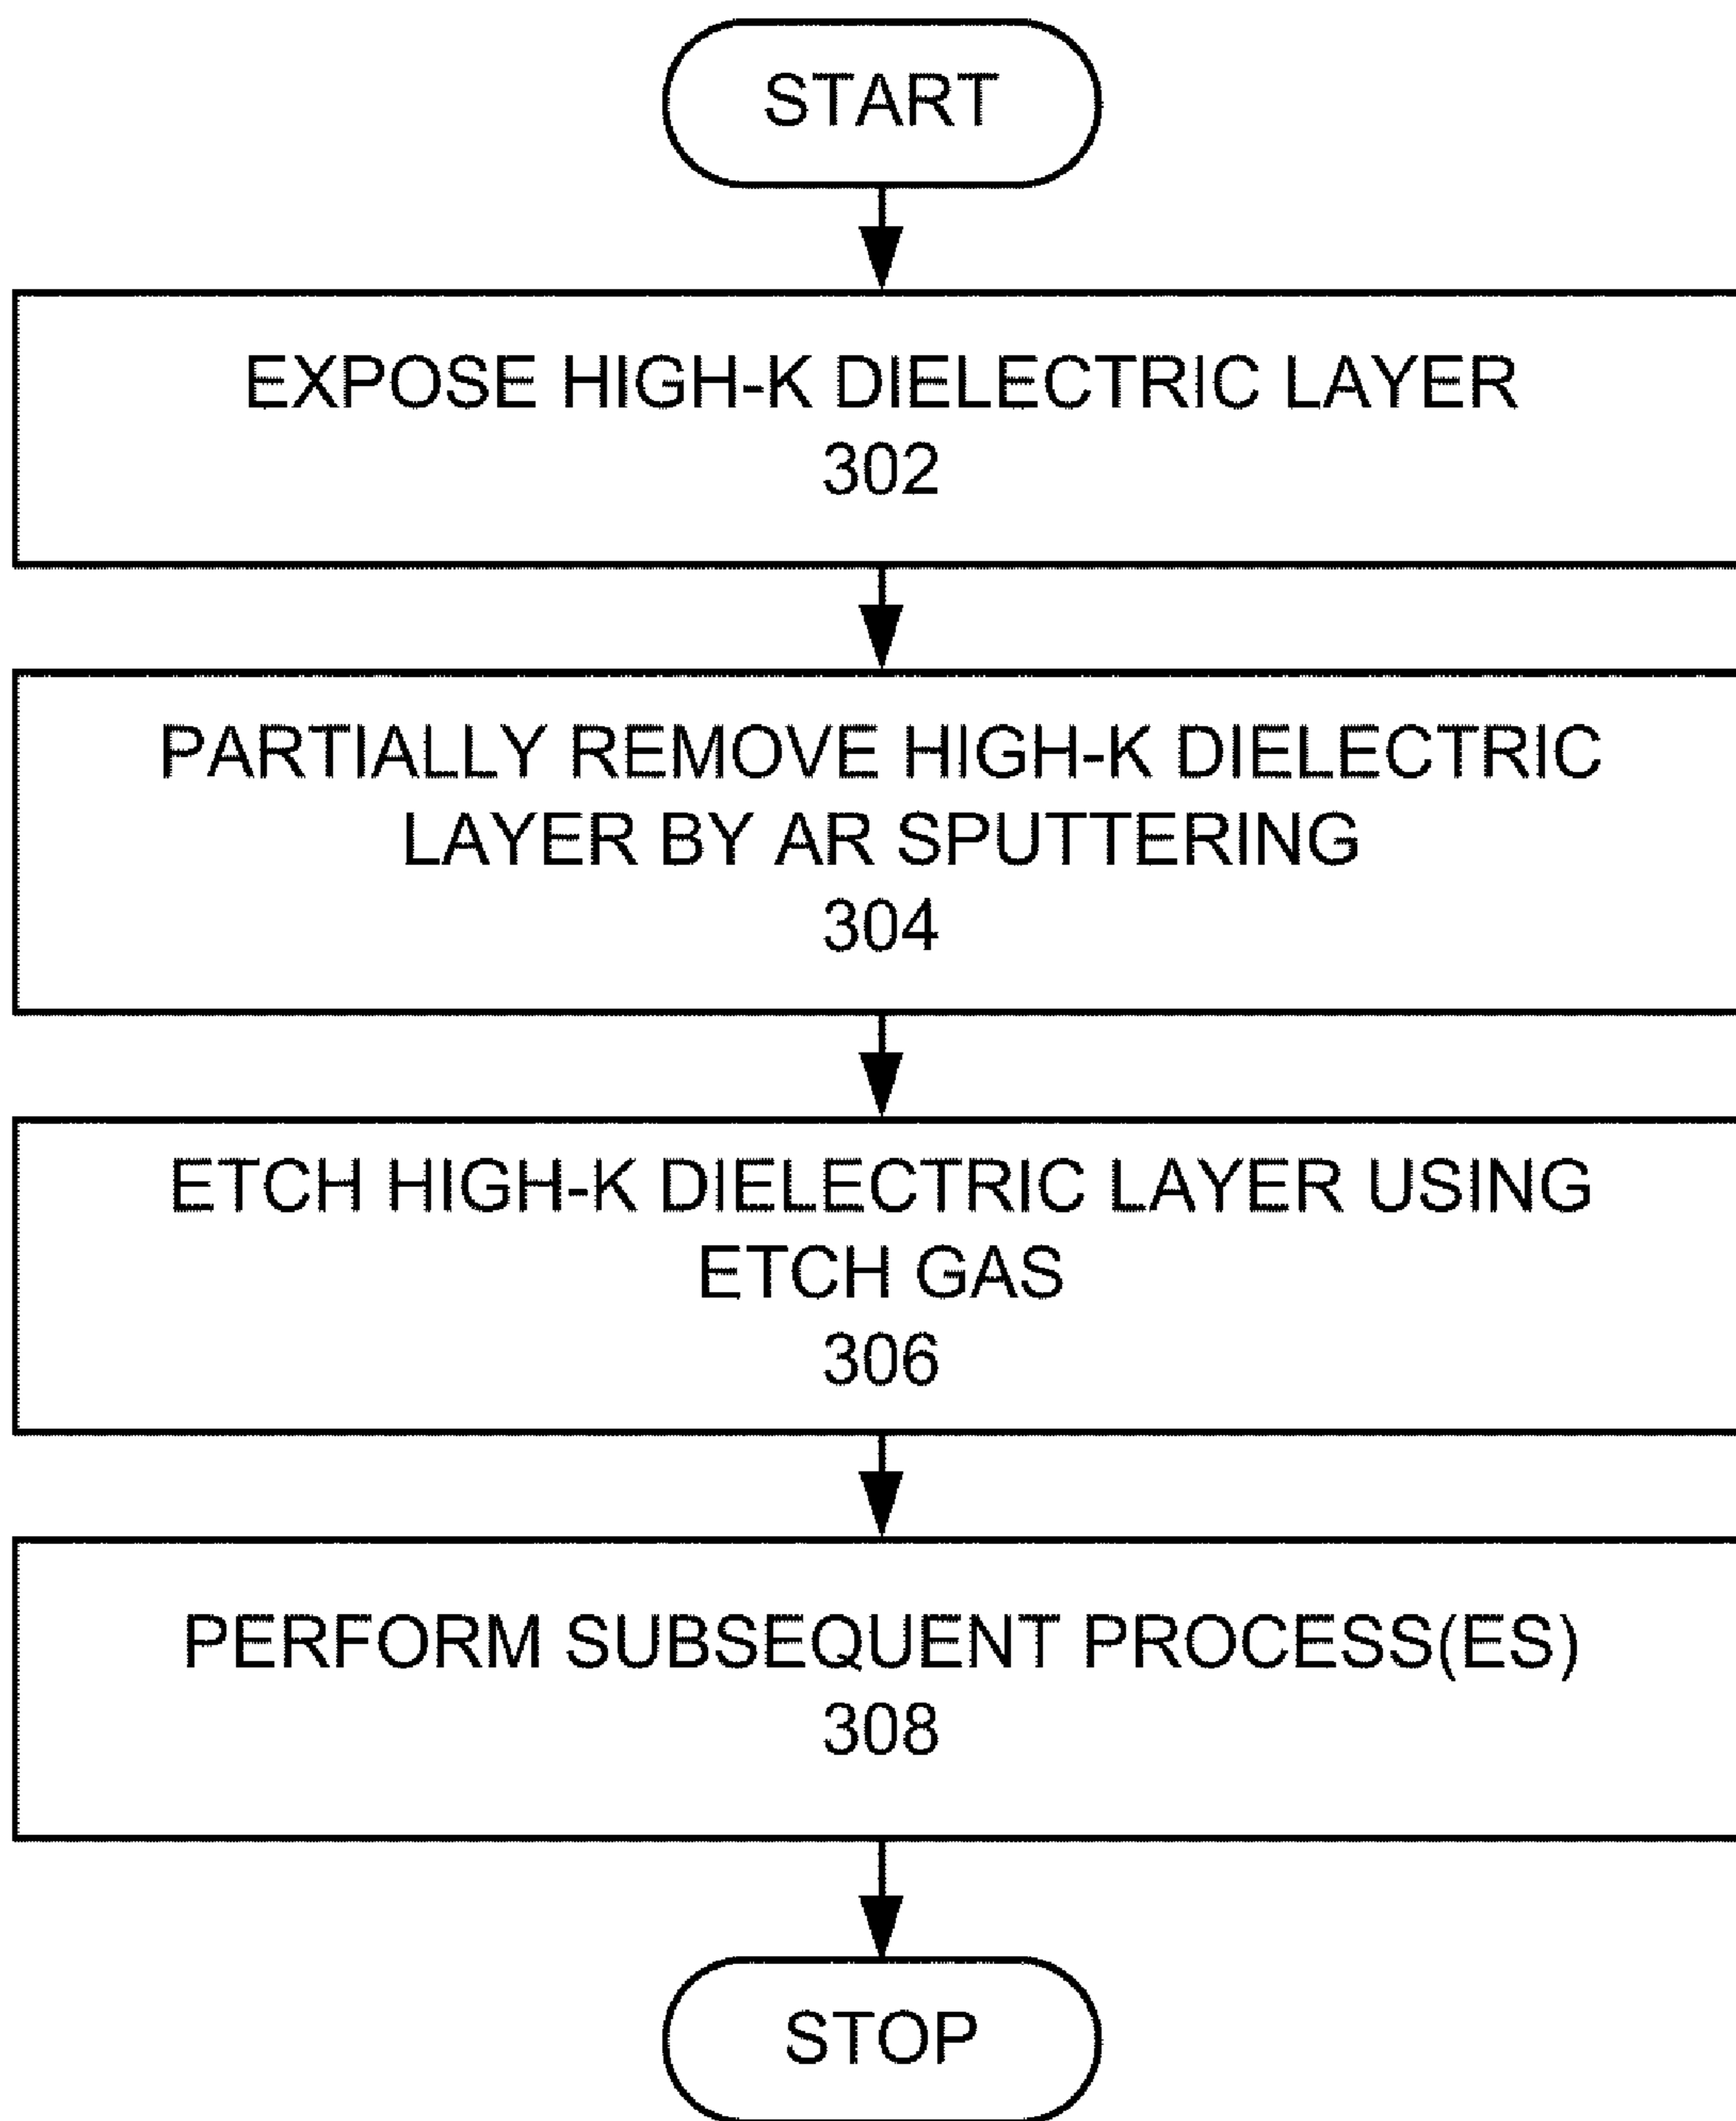 START
EXPOSE HIGH-K DIELECTRIC LAYER
302
PARTIALLY REMOVE HIGH-K DIELECTRIC
LAYER BY AR SPUTTERING
304
ETCH HIGH-K DIELECTRIC LAYER USING
ETCH GAS
306
PERFORM SUBSEQUENT PROCESS(ES)
308
STOP